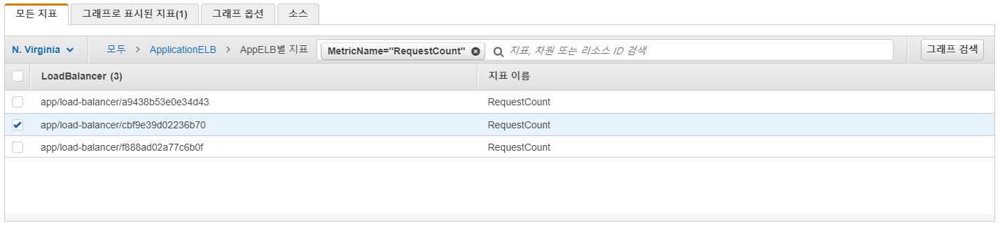 모든 지표 그래프로 표시된 지표(1) 그래프 옵션 소스
N. Virginia 모두 > ApplicationELB > AppELB별 지표 MetricName="RequestCount" 지표, 차원 또는 리소스 ID 검색 그래프 검색
LoadBalancer (3) 지표 이름
app/load-balancer/a9438b53e0e34d43 RequestCount
app/load-balancer/cbf9e39d02236b70 RequestCount
app/load-balancer/f888ad02a77c6b0f RequestCount